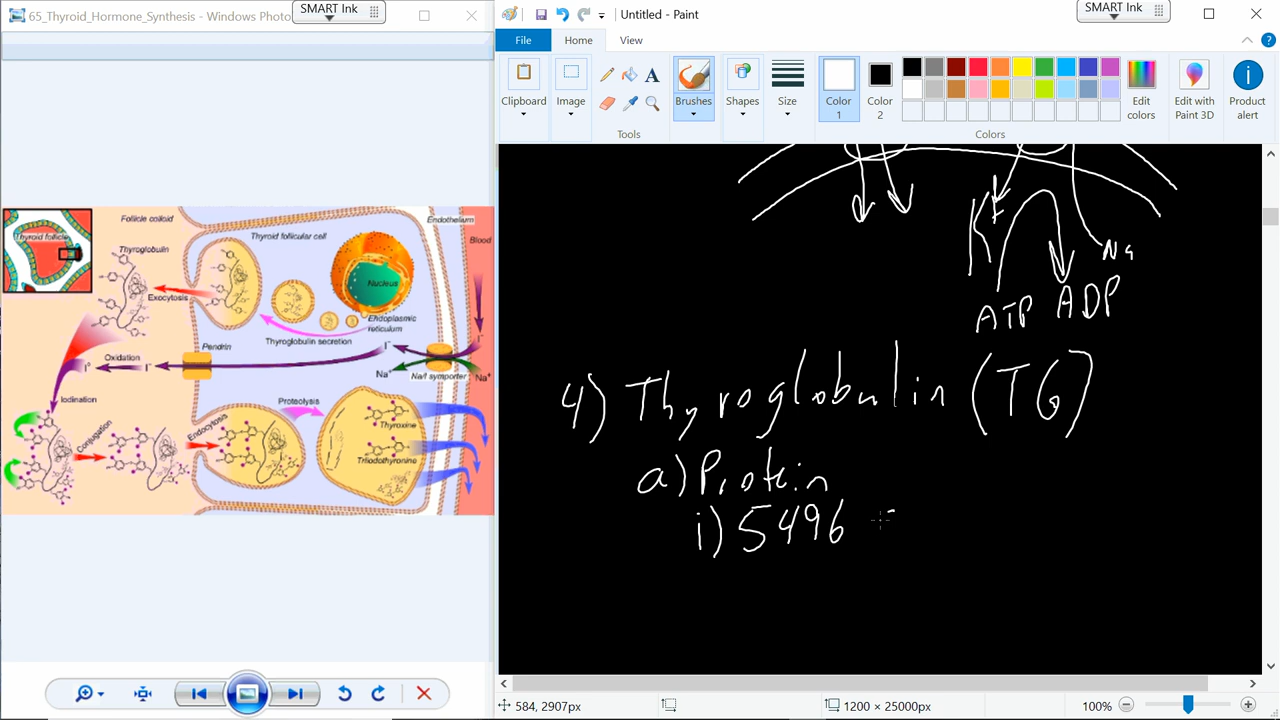 65_Thyroid_Hormone_Synthesis - Windows Photo
SMART Ink
Untitled - Paint
SMART Ink
File
Home
View
Clipboard
Image
Tools
Brushes
Shapes
Size
Color 1
Color 2
Colors
Edit colors
Edit with Paint 3D
Product alert
Thyroid follicle
Follicle colloid
Thyroglobulin
Exocytosis
Thyroid follicular cell
Endothelium
Blood
Nucleus
Endoplasmic reticulum
Thyroglobulin secretion
Pendrin
Oxidation
I⁰
I⁻
I⁻
I⁻
Na⁺
Na/I symporter
Na⁺
Iodination
Conjugation
Endocytosis
Proteolysis
Thyroxine
Triiodothyronine
K
Na
ATP ADP
4) Thyroglobulin (TG)
a) Protein
i) 5496
584, 2907px
1200 × 25000px
100%